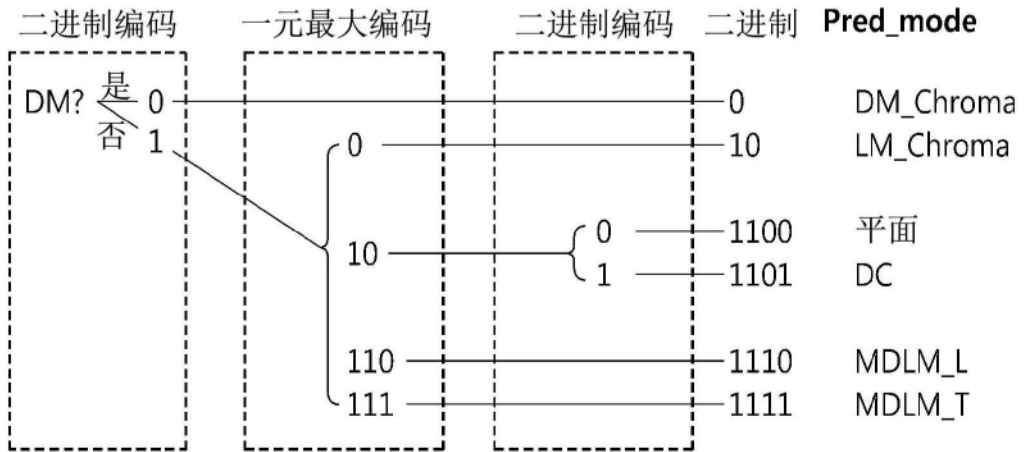 二进制编码 一元最大编码 二进制编码 二进制 Pred_mode
DM? 是 0 0 DM_Chroma
否 1 0 10 LM_Chroma
0 1100 平面
10
1 1101 DC
110 1110 MDLM_L
111 1111 MDLM_T